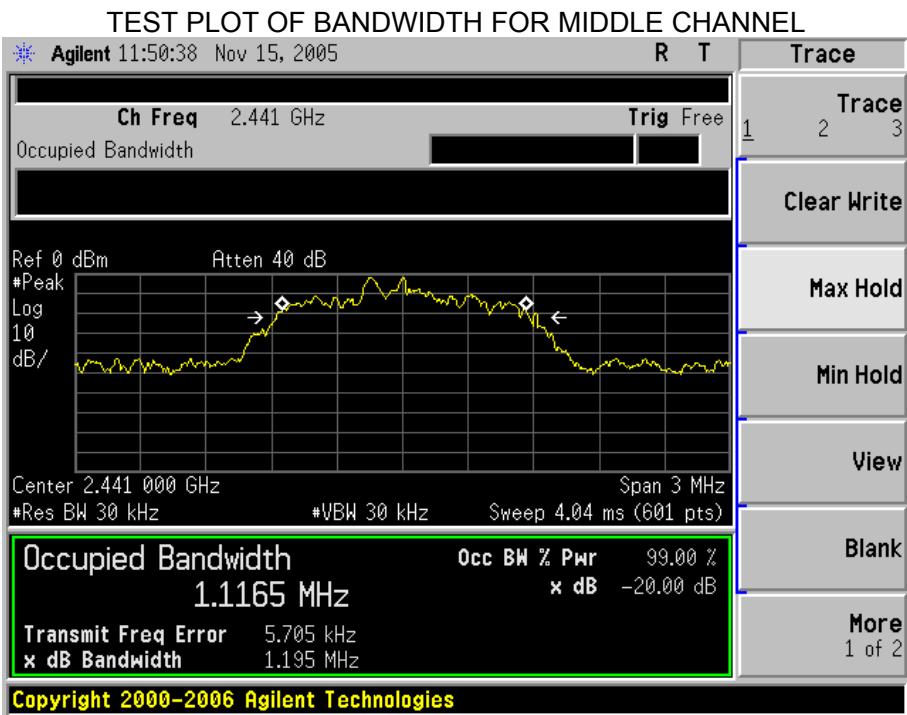 TEST PLOT OF BANDWIDTH FOR MIDDLE CHANNEL
Agilent 11:50:38 Nov 15, 2005 R T
Ch Freq 2.441 GHz Trig Free
Occupied Bandwidth
Ref 0 dBm Atten 40 dB
#Peak
Log
10
dB/
Center 2.441 000 GHz Span 3 MHz
#Res BW 30 kHz #VBW 30 kHz Sweep 4.04 ms (601 pts)
Occupied Bandwidth
1.1165 MHz
Occ BW % Pwr 99.00 %
x dB -20.00 dB
Transmit Freq Error 5.705 kHz
x dB Bandwidth 1.195 MHz
Copyright 2000-2006 Agilent Technologies
Trace
Trace
1 2 3
Clear Write
Max Hold
Min Hold
View
Blank
More
1 of 2